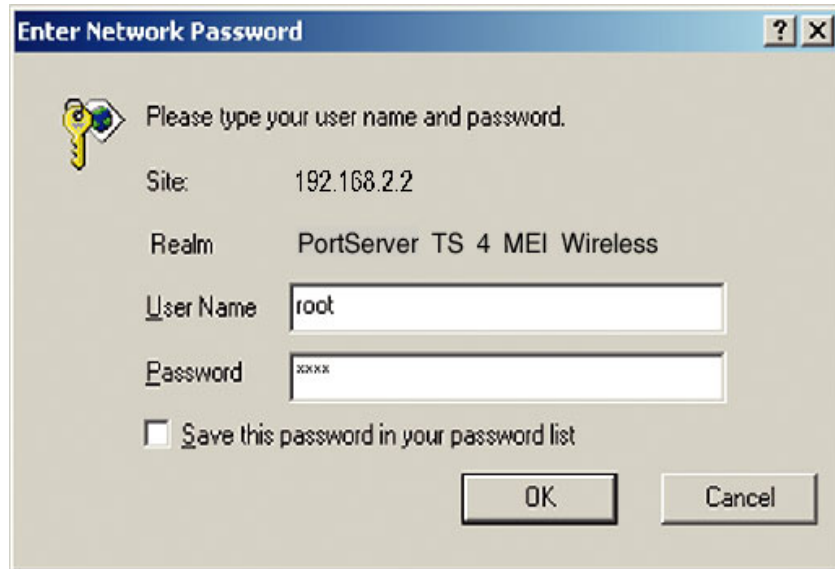 Enter Network Password
Please type your user name and password.
Site: 192.168.2.2
Realm PortServer TS 4 MEI Wireless
User Name root
Password xxxx
Save this password in your password list
OK Cancel